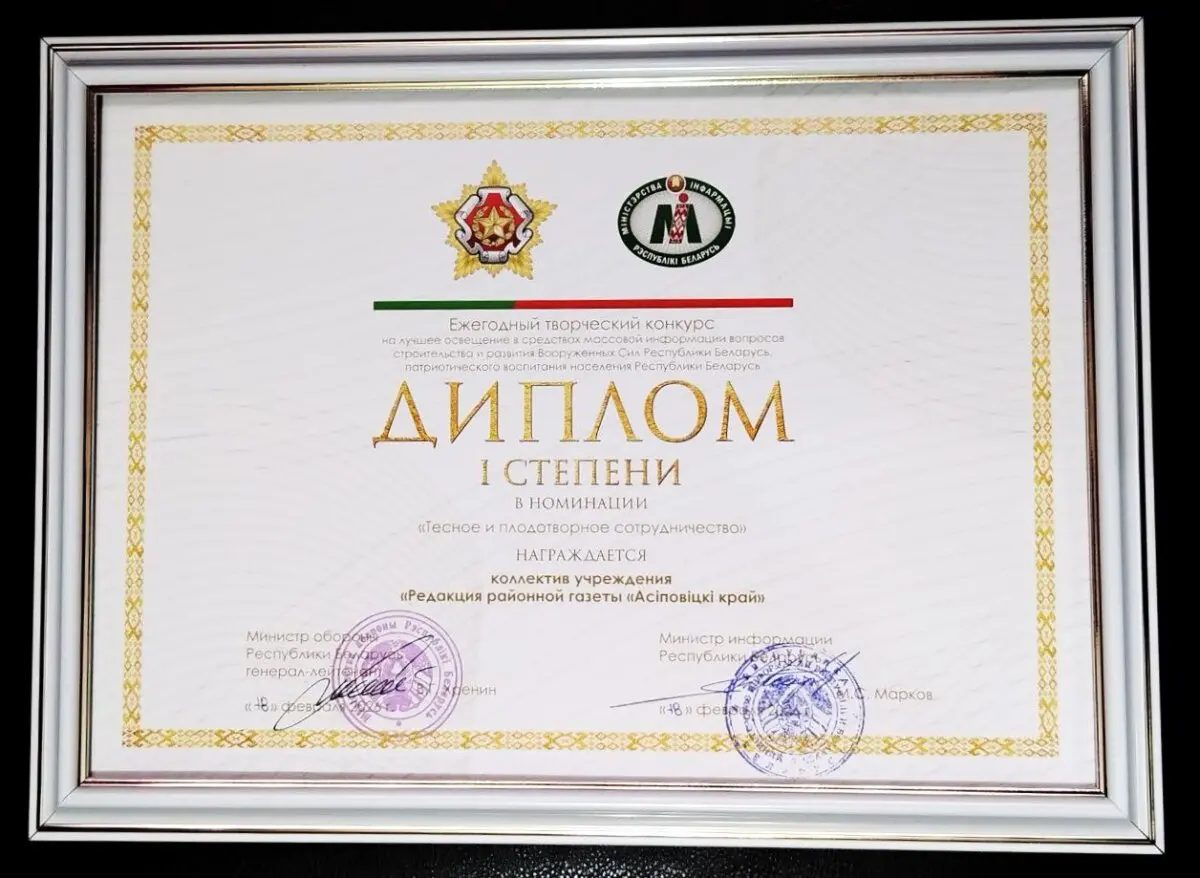 МІНІСТЭРСТВА ІНФАРМАЦЫІ
РЭСПУБЛІКІ БЕЛАРУСЬ
Ежегодный творческий конкурс
на лучшее освещение в средствах массовой информации вопросов
строительства и развития Вооруженных Сил Республики Беларусь,
патриотического воспитания населения Республики Беларусь
ДИПЛОМ
I СТЕПЕНИ
В НОМИНАЦИИ
«Тесное и плодотворное сотрудничество»
НАГРАЖДАЕТСЯ
коллектив учреждения
«Редакция районной газеты «Асіповіцкі край»
Министр обороны
Республики Беларусь
генерал-лейтенант
«18» февраля
Министр информации
Республики Беларусь
М.С. Марков
«18» февраля
Рэспублікі Беларусь